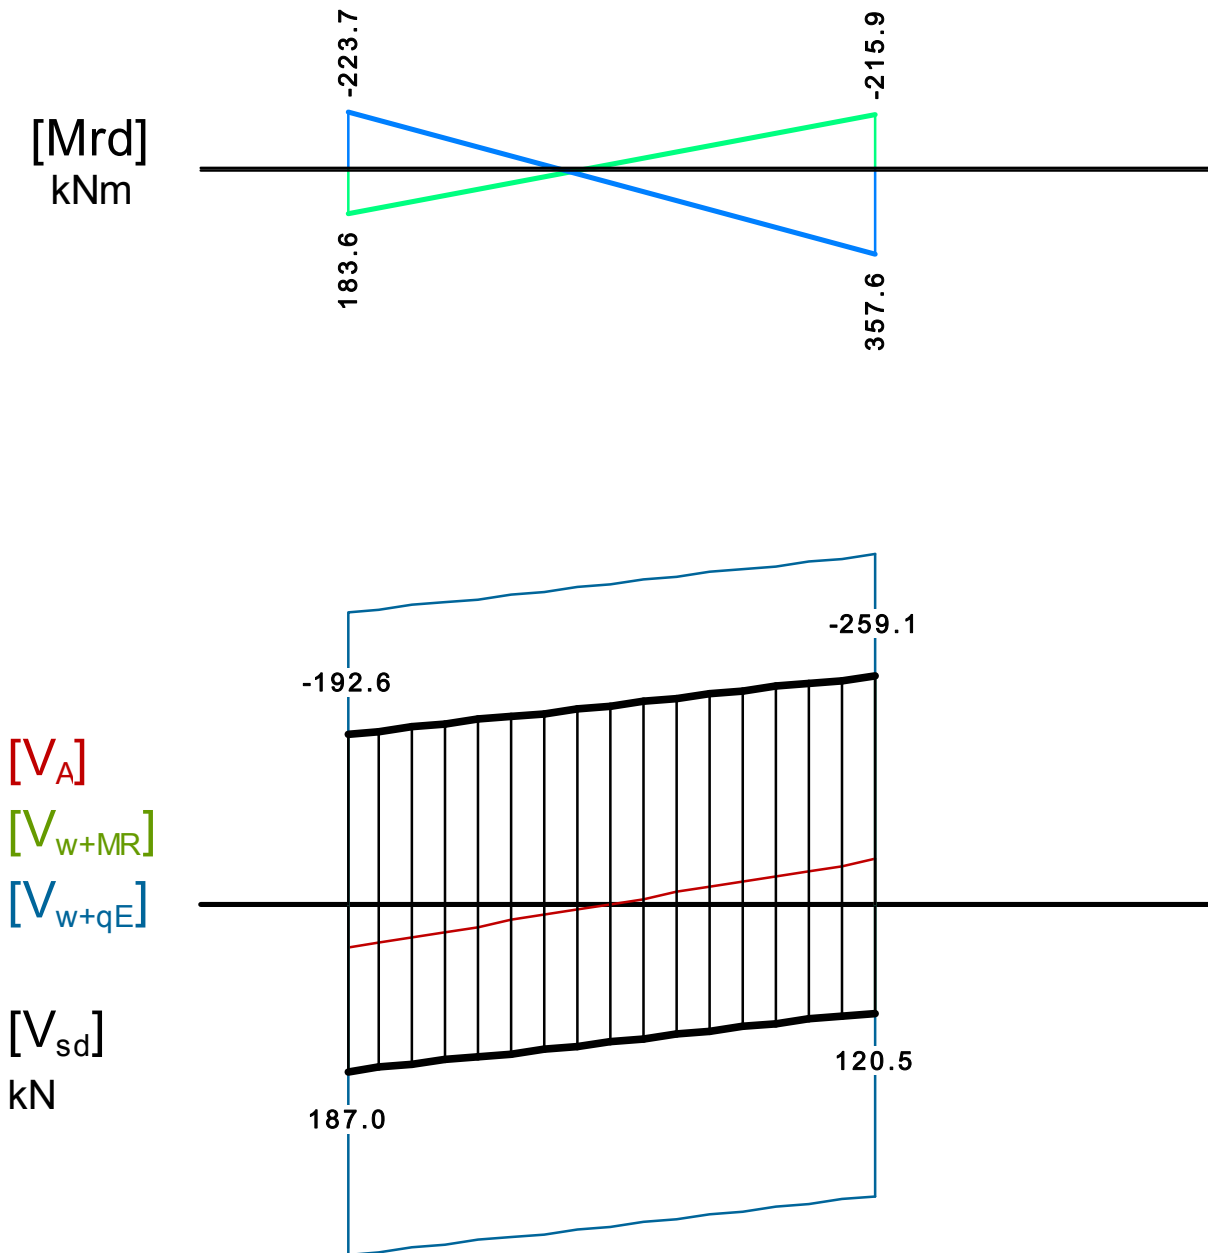 -223.7
-215.9
[Mrd]
kNm
183.6
357.6
-259.1
-192.6
[VA]
[Vw+MR]
[Vw+qE]
[Vsd]
kN
120.5
187.0